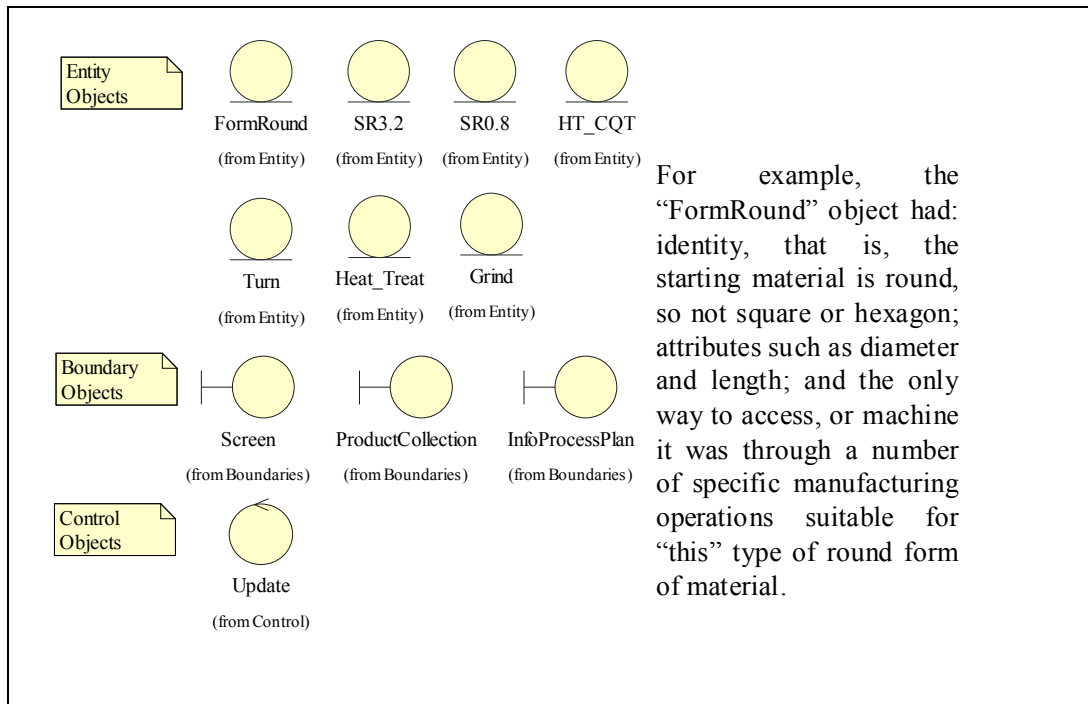 Entity
Objects
FormRound SR3.2 SR0.8 HT_CQT
(from Entity) (from Entity) (from Entity) (from Entity)
Turn Heat_Treat Grind
(from Entity) (from Entity) (from Entity)
Boundary
Objects
Screen ProductCollection InfoProcessPlan
(from Boundaries) (from Boundaries) (from Boundaries)
Control
Objects
Update
(from Control)
For example, the
“FormRound” object had:
identity, that is, the
starting material is round,
so not square or hexagon;
attributes such as diameter
and length; and the only
way to access, or machine
it was through a number
of specific manufacturing
operations suitable for
“this” type of round form
of material.